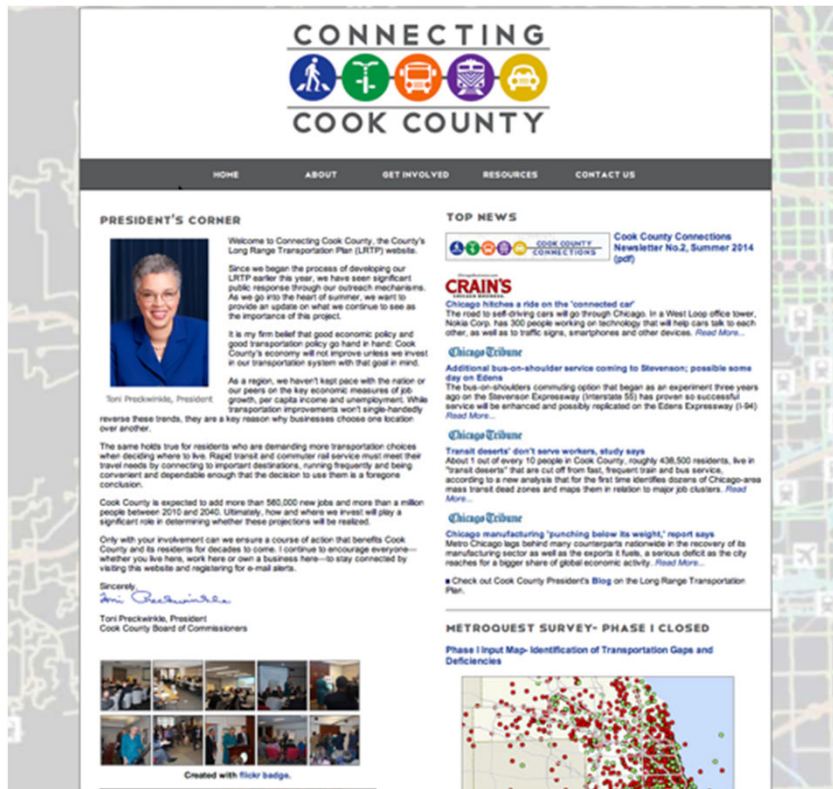 CONNECTING
COOK COUNTY
HOME ABOUT GET INVOLVED RESOURCES CONTACT US
PRESIDENT'S CORNER
Welcome to Connecting Cook County, the County's
Long Range Transportation Plan (LRTP) website.
Since we began the process of developing our
LRTP earlier this year, we have seen significant
public response through our outreach mechanisms.
As we go into the heart of summer, we want to
provide an update on what we continue to see as
the importance of this project.
It is my firm belief that good economic policy and
good transportation policy go hand in hand: Cook
County's economy will not improve unless we invest
in our transportation system with that goal in mind.
As a region, we haven't kept pace with the nation or
our peers on the key economic measures of job
growth, per capita income and unemployment. While
transportation improvements won't single-handedly
Toni Preckwinkle, President
reverse these trends, they are a key reason why businesses choose one location
over another.
The same holds true for residents who are demanding more transportation choices
when deciding where to live. Rapid transit and commuter rail service must meet their
travel needs by connecting to important destinations, running frequently and being
convenient and dependable enough that the decision to use them is a foregone
conclusion.
Cook County is expected to add more than 560,000 new jobs and more than a million
people between 2010 and 2040. Ultimately, how and where we invest will play a
significant role in determining whether these projections will be realized.
Only with your involvement can we ensure a course of action that benefits Cook
County and its residents for decades to come. I continue to encourage everyone—
whether you live here, work here or own a business here—to stay connected by
visiting this website and registering for e-mail alerts.
Sincerely,
Toni Preckwinkle
Toni Preckwinkle, President
Cook County Board of Commissioners
Created with flickr badge.
TOP NEWS
COOK COUNTY
CONNECTIONS
Cook County Connections
Newsletter No.2, Summer 2014
(pdf)
ChicagoBusiness.com
CRAIN'S
CHICAGO BUSINESS
Chicago hitches a ride on the 'connected car'
The road to self-driving cars will go through Chicago. In a West Loop office tower,
Nokia Corp. has 300 people working on technology that will help cars talk to each
other, as well as to traffic signs, smartphones and other devices. Read More...
Chicago Tribune
Additional bus-on-shoulder service coming to Stevenson; possible some
day on Edens
The bus-on-shoulders commuting option that began as an experiment three years
ago on the Stevenson Expressway (Interstate 55) has proven so successful
service will be enhanced and possibly replicated on the Edens Expressway (I-94)
Read More...
Chicago Tribune
Transit deserts' don't serve workers, study says
About 1 out of every 10 people in Cook County, roughly 438,500 residents, live in
"transit deserts" that are cut off from fast, frequent train and bus service,
according to a new analysis that for the first time identifies dozens of Chicago-area
mass transit dead zones and maps them in relation to major job clusters. Read
More...
Chicago Tribune
Chicago manufacturing 'punching below its weight,' report says
Metro Chicago lags behind many counterparts nationwide in the recovery of its
manufacturing sector as well as the exports it fuels, a serious deficit as the city
reaches for a bigger share of global economic activity. Read More...
Check out Cook County President's Blog on the Long Range Transportation
Plan.
METROQUEST SURVEY- PHASE I CLOSED
Phase I Input Map- Identification of Transportation Gaps and
Deficiencies